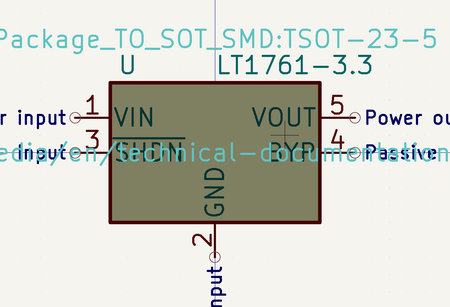 Package_TO_SOT_SMD:TSOT-23-5
U LT1761-3.3
r input 1 VIN VOUT 5 Power ou
input 3 SHDN BYP 4 Passive
edia/en/technical-documentation
GND
2
nput